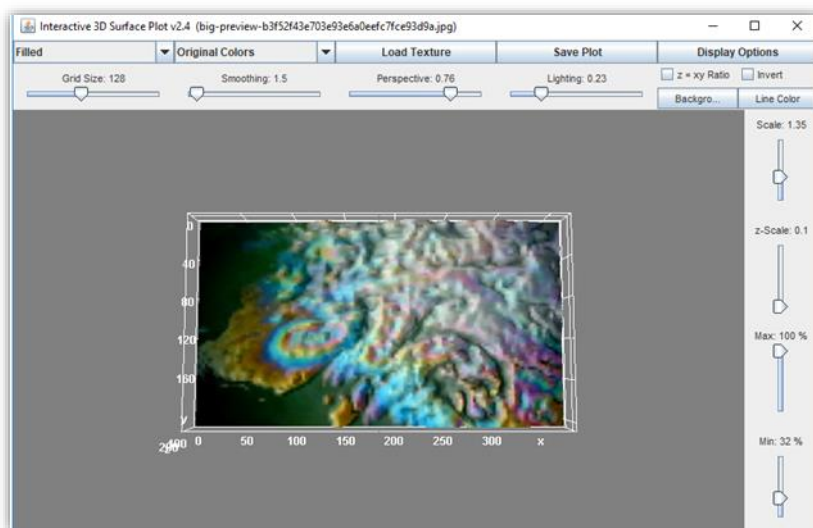 Interactive 3D Surface Plot v2.4 (big-preview-b3f52f43e703e93e6a0eefc7fce93d9a.jpg)
Filled Original Colors Load Texture Save Plot Display Options
Grid Size: 128 Smoothing: 1.5 Perspective: 0.76 Lighting: 0.23 z = xy Ratio Invert
Backgro... Line Color
Scale: 1.35
z-Scale: 0.1
Max: 100 %
Min: 32 %
0
40
80
120
160
y
0 50 100 150 200 250 300 x